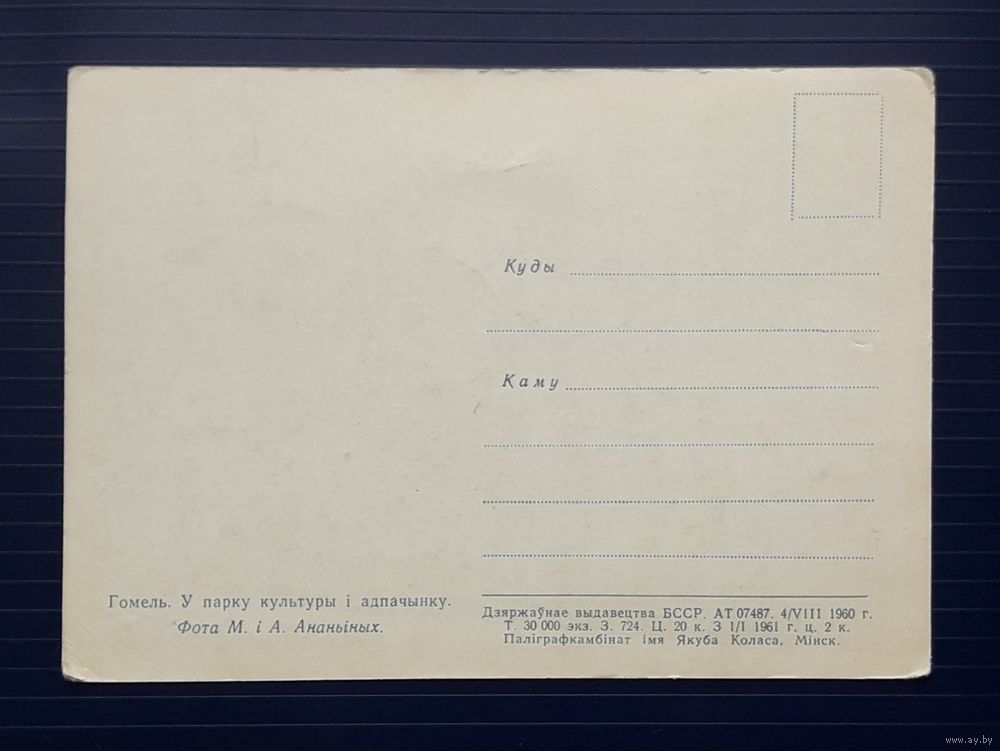 Куды
Каму
Гомель. У парку культуры і адпачынку.
Фота М. і А. Ананьіных.
Дзяржаўнае выдавецтва БССР. АТ 07487. 4/VIII 1960 г.
Т. 30 000 экз. З. 724. Ц. 20 к. З 1/I 1961 г. ц. 2 к.
Паліграфкамбінат імя Якуба Коласа, Мінск.
www.ay.by